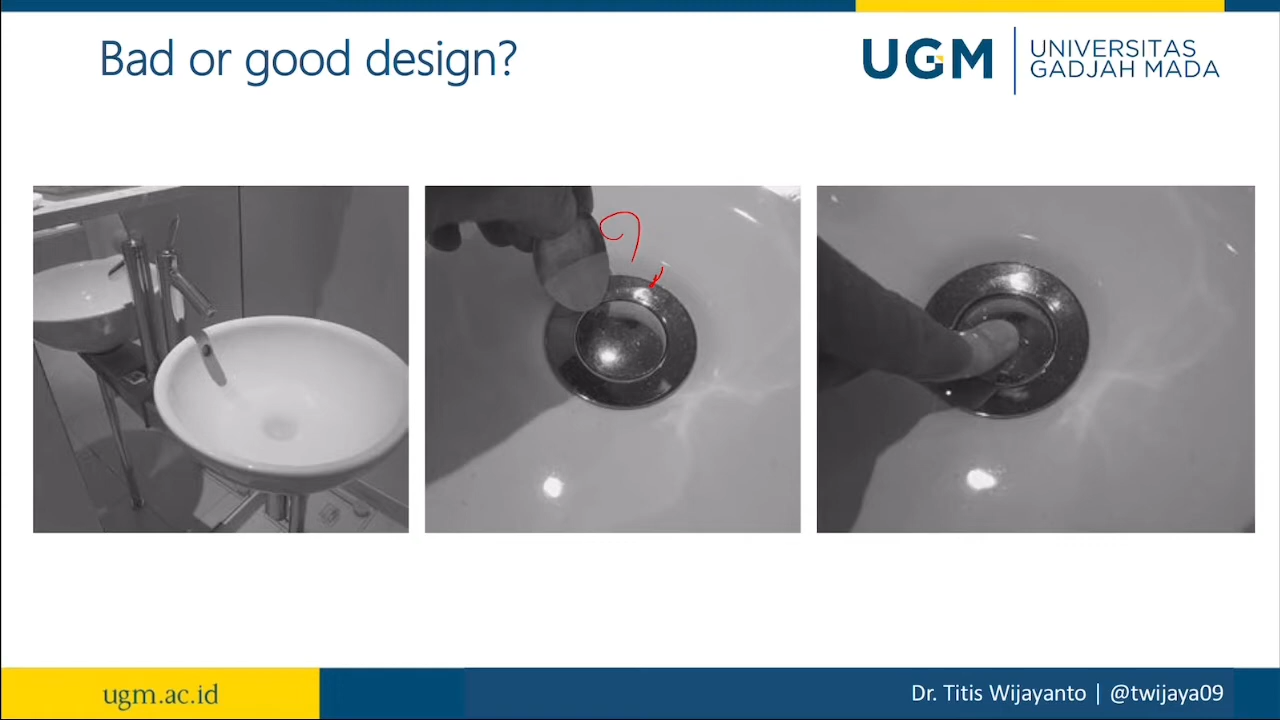 Bad or good design?
UGM
UNIVERSITAS
GADJAH MADA
ugm.ac.id
Dr. Titis Wijayanto | @twijaya09